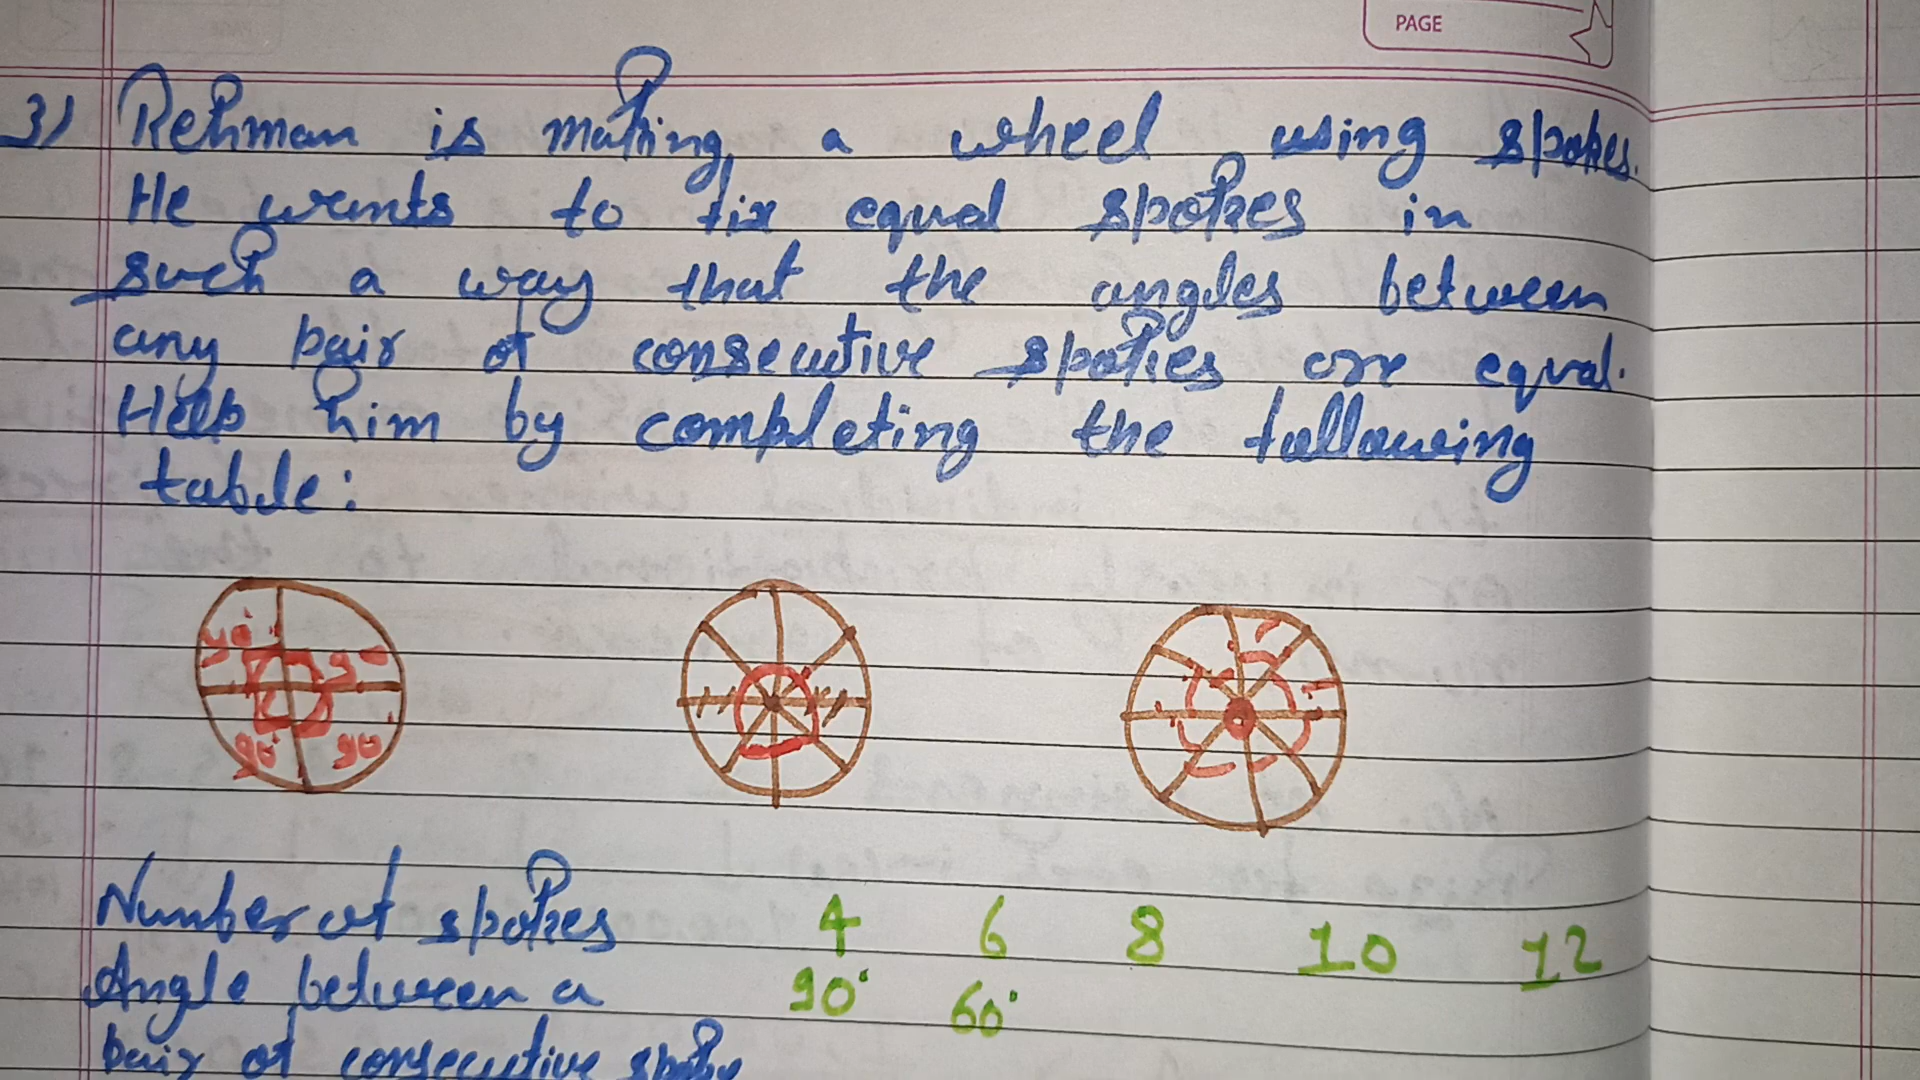 PAGE
3) Rehman is making a wheel using spokes.
He wants to fix equal spokes in
such a way that the angles between
any pair of consecutive spokes are equal.
Help him by completing the following
table:
90° 90° 90° 90
Number of spokes 4 6 8 10 12
Angle between a 90° 60°
pair of consecutive spokes